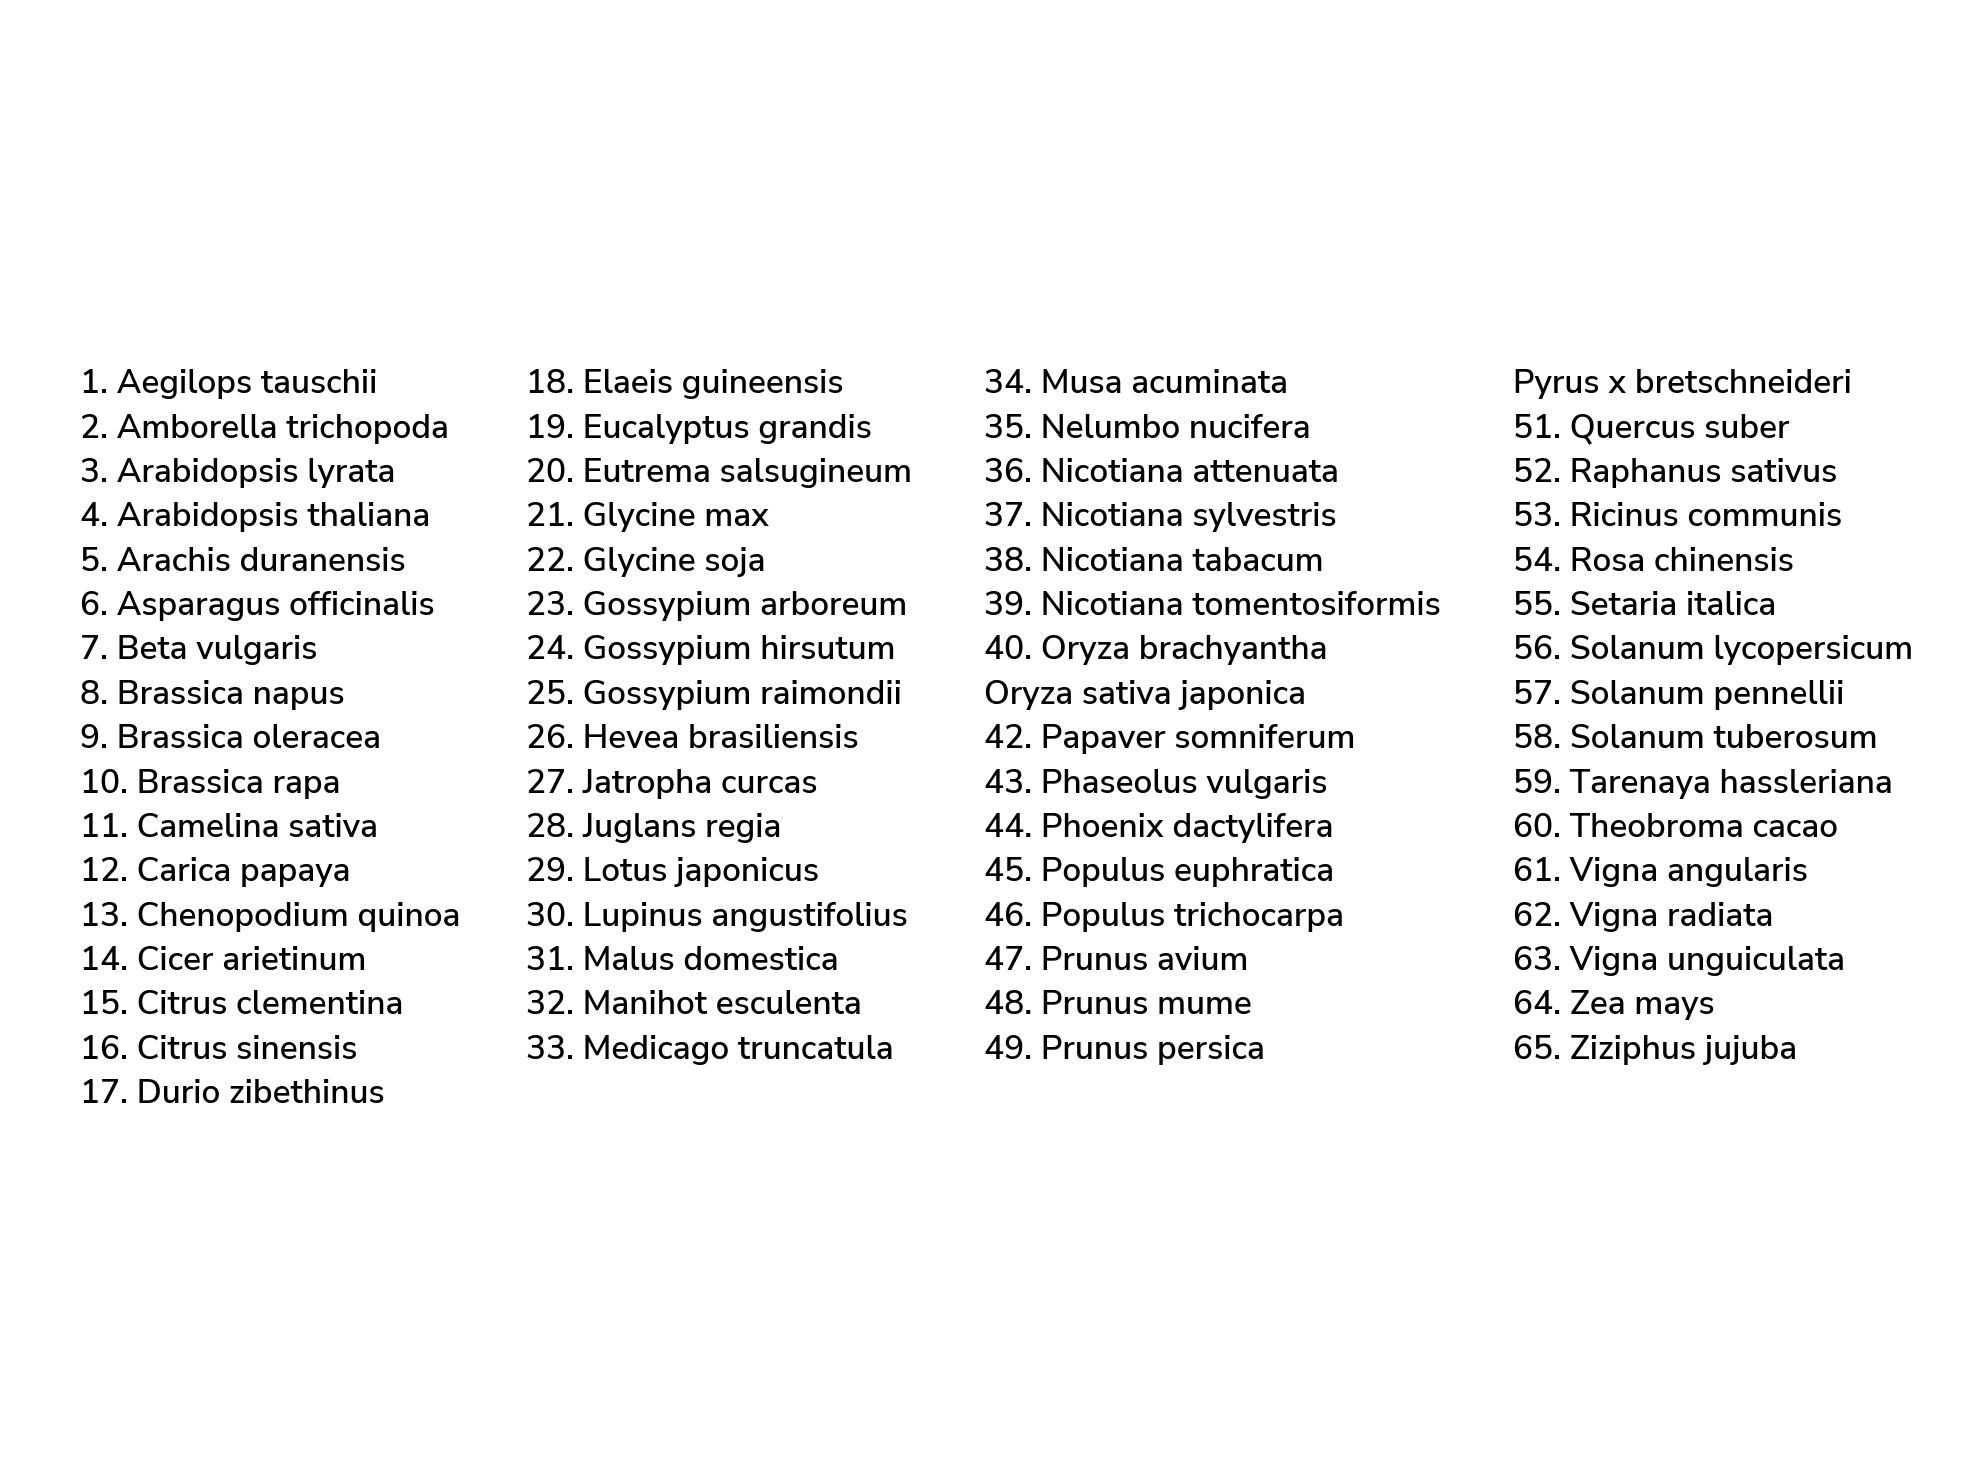 1. Aegilops tauschii
2. Amborella trichopoda
3. Arabidopsis lyrata
4. Arabidopsis thaliana
5. Arachis duranensis
6. Asparagus officinalis
7. Beta vulgaris
8. Brassica napus
9. Brassica oleracea
10. Brassica rapa
11. Camelina sativa
12. Carica papaya
13. Chenopodium quinoa
14. Cicer arietinum
15. Citrus clementina
16. Citrus sinensis
17. Durio zibethinus
18. Elaeis guineensis
19. Eucalyptus grandis
20. Eutrema salsugineum
21. Glycine max
22. Glycine soja
23. Gossypium arboreum
24. Gossypium hirsutum
25. Gossypium raimondii
26. Hevea brasiliensis
27. Jatropha curcas
28. Juglans regia
29. Lotus japonicus
30. Lupinus angustifolius
31. Malus domestica
32. Manihot esculenta
33. Medicago truncatula
34. Musa acuminata
35. Nelumbo nucifera
36. Nicotiana attenuata
37. Nicotiana sylvestris
38. Nicotiana tabacum
39. Nicotiana tomentosiformis
40. Oryza brachyantha
Oryza sativa japonica
42. Papaver somniferum
43. Phaseolus vulgaris
44. Phoenix dactylifera
45. Populus euphratica
46. Populus trichocarpa
47. Prunus avium
48. Prunus mume
49. Prunus persica
Pyrus x bretschneideri
51. Quercus suber
52. Raphanus sativus
53. Ricinus communis
54. Rosa chinensis
55. Setaria italica
56. Solanum lycopersicum
57. Solanum pennellii
58. Solanum tuberosum
59. Tarenaya hassleriana
60. Theobroma cacao
61. Vigna angularis
62. Vigna radiata
63. Vigna unguiculata
64. Zea mays
65. Ziziphus jujuba